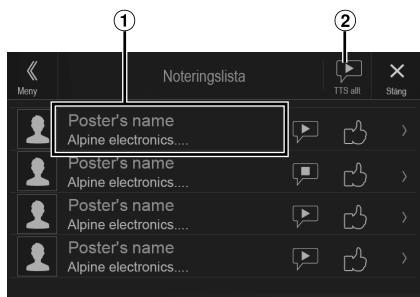 1 2
Meny Noteringslista TTS allt Stäng
Poster's name
Alpine electronics....
Poster's name
Alpine electronics....
Poster's name
Alpine electronics....
Poster's name
Alpine electronics....